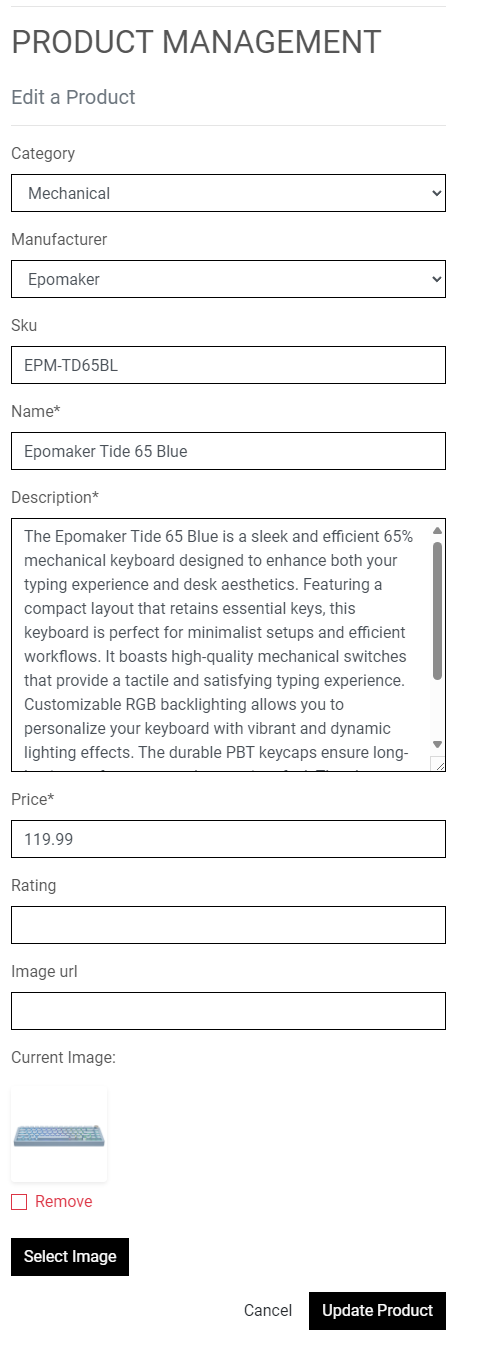 PRODUCT MANAGEMENT
Edit a Product
Category
Mechanical
Manufacturer
Epomaker
Sku
EPM-TD65BL
Name*
Epomaker Tide 65 Blue
Description*
The Epomaker Tide 65 Blue is a sleek and efficient 65%
mechanical keyboard designed to enhance both your
typing experience and desk aesthetics. Featuring a
compact layout that retains essential keys, this
keyboard is perfect for minimalist setups and efficient
workflows. It boasts high-quality mechanical switches
that provide a tactile and satisfying typing experience.
Customizable RGB backlighting allows you to
personalize your keyboard with vibrant and dynamic
lighting effects. The durable PBT keycaps ensure long-
Price*
119.99
Rating
Image url
Current Image:
Remove
Select Image
Cancel Update Product